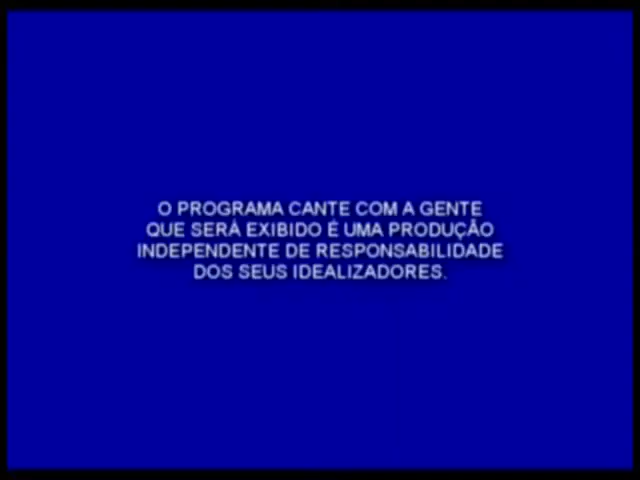 O PROGRAMA CANTE COM A GENTE
QUE SERÁ EXIBIDO É UMA PRODUÇÃO
INDEPENDENTE DE RESPONSABILIDADE
DOS SEUS IDEALIZADORES.